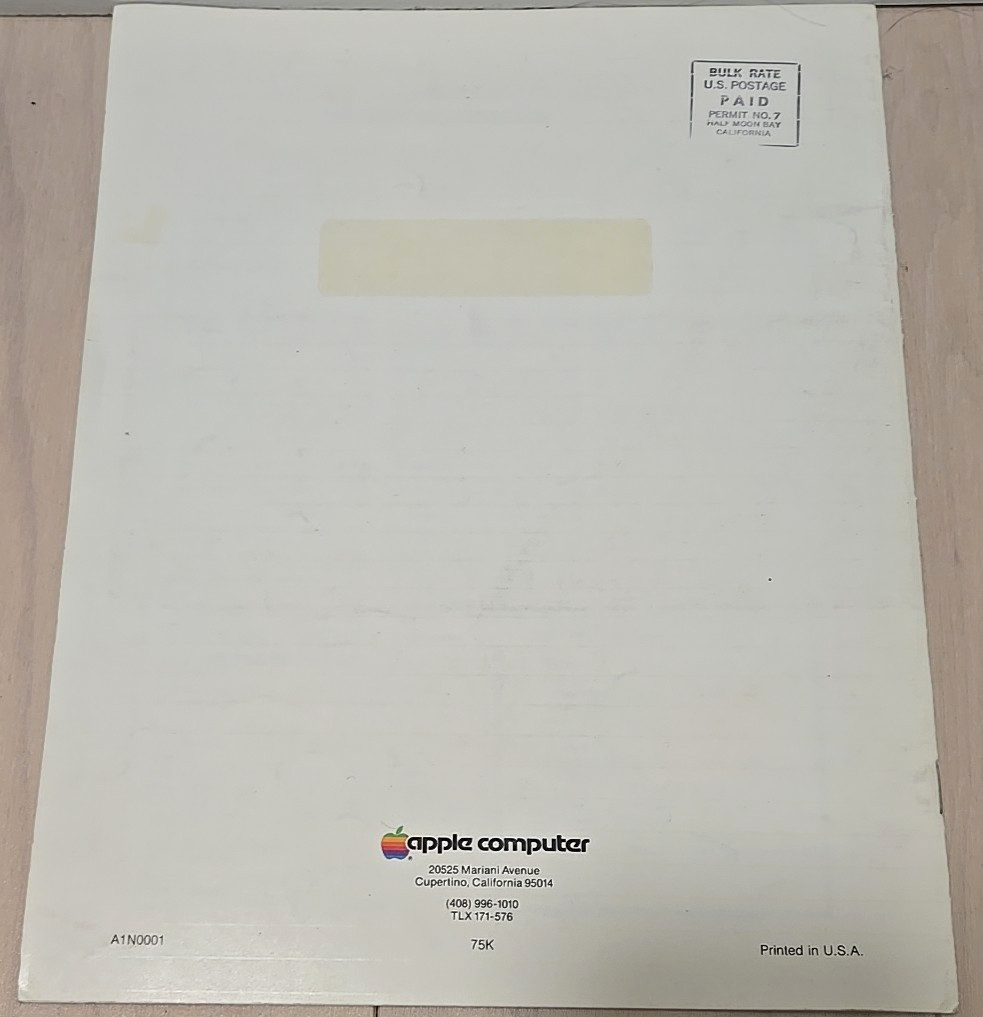 BULK RATE
U.S. POSTAGE
PAID
PERMIT NO. 7
HALF MOON BAY
CALIFORNIA
apple computer
20525 Mariani Avenue
Cupertino, California 95014
(408) 996-1010
TLX 171-576
A1N0001
75K
Printed in U.S.A.